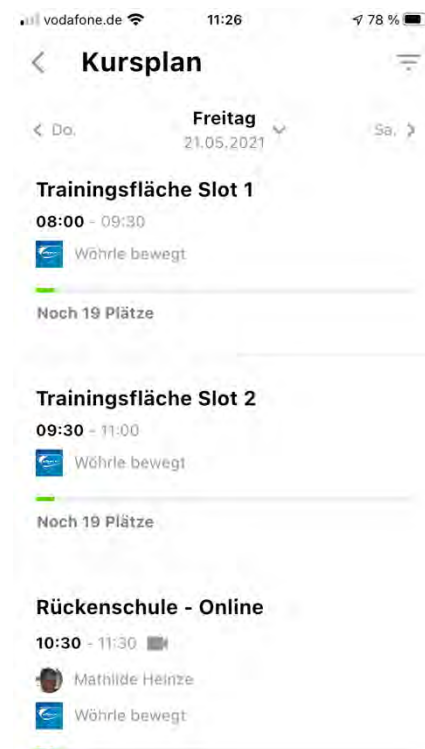 vodafone.de 11:26 78 %
Kursplan
Do. Freitag Sa.
21.05.2021
Trainingsfläche Slot 1
08:00 - 09:30
Wöhrle bewegt
Noch 19 Plätze
Trainingsfläche Slot 2
09:30 - 11:00
Wöhrle bewegt
Noch 19 Plätze
Rückenschule - Online
10:30 - 11:30
Mathilde Heinze
Wöhrle bewegt